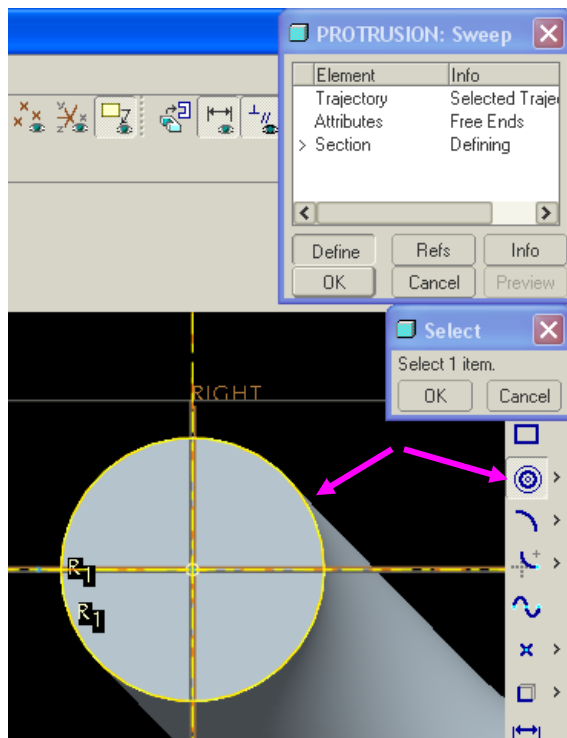 PROTRUSION: Sweep
Element Info
Trajectory Selected Traje
Attributes Free Ends
> Section Defining
Define Refs Info
OK Cancel Preview
Select
Select 1 item.
OK Cancel
RIGHT
R1
R1